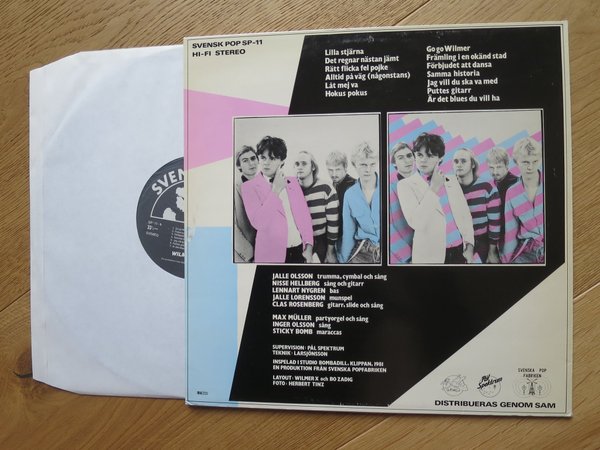 SVENSK POP SP-11
HI-FI STEREO
Lilla stjärna
Det regnar nästan jämt
Rätt flicka fel pojke
Alltid på väg (någonstans)
Låt mej va
Hokus pokus
Go go Wilmer
Främling i en okänd stad
Förbjudet att dansa
Samma historia
Jag vill du ska va med
Puttes gitarr
Är det blues du vill ha
JALLE OLSSON trumma, cymbal och sång
NISSE HELLBERG sång och gitarr
LENNART NYGREN bas
JALLE LORENSSON munspel
CLAS ROSENBERG gitarr, slide och sång
MAX MÜLLER partyorgel och sång
INGER OLSSON sång
STICKY BOMB maraccas
SUPERVISION: PÅL SPEKTRUM
TEKNIK: LARSJÖNSSON
INSPELAD I STUDIO BOMBADILL, KLIPPAN, 1981
EN PRODUKTION FRÅN SVENSKA POPFABRIKEN
LAYOUT: WILMER X och BO ZADIG
FOTO: HERBERT TINZ
Pål Spektrum
SVENSKA POP
FABRIKEN
DISTRIBUERAS GENOM SAM
SVENS
WILM